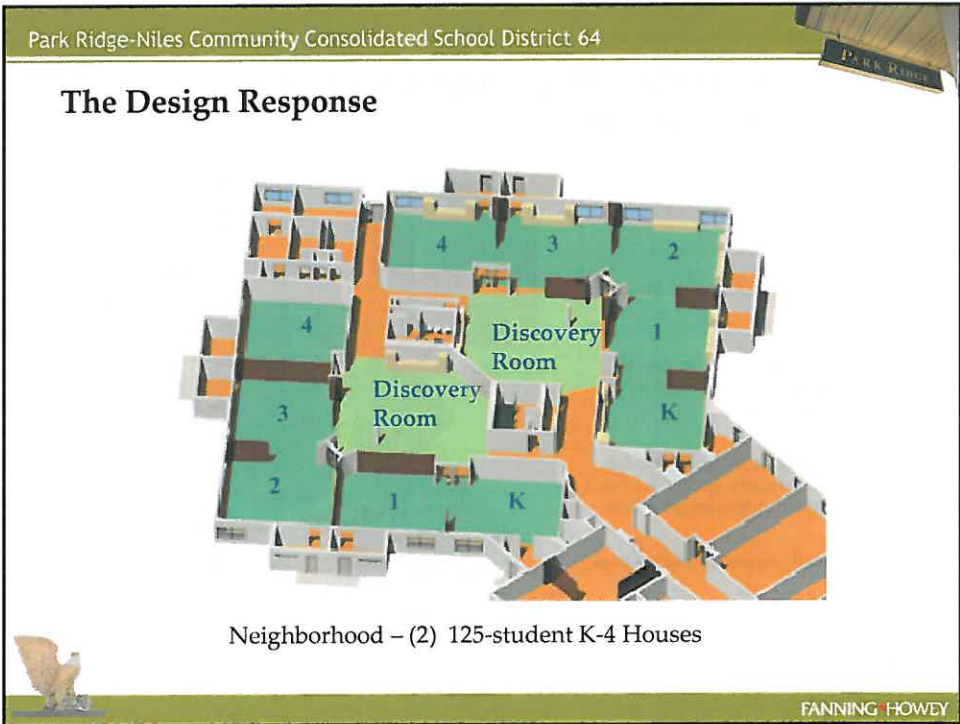 Park Ridge-Niles Community Consolidated School District 64
PARK RIDGE
The Design Response
4
3
2
4
Discovery
Room
1
Discovery
Room
3
K
2
1
K
Neighborhood – (2) 125-student K-4 Houses
FANNING HOWEY